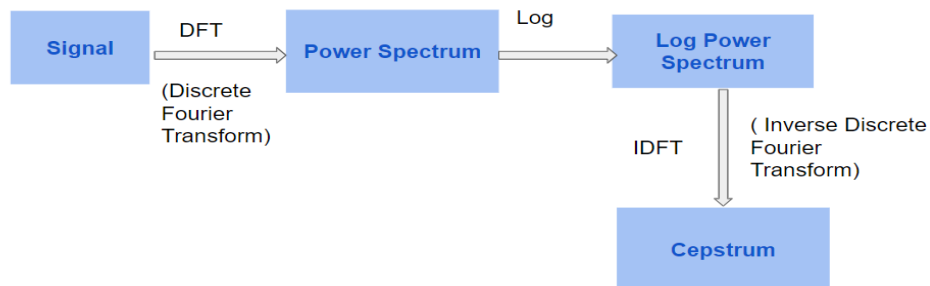 Signal
DFT
(Discrete
Fourier
Transform)
Power Spectrum
Log
Log Power
Spectrum
IDFT
( Inverse Discrete
Fourier
Transform)
Cepstrum